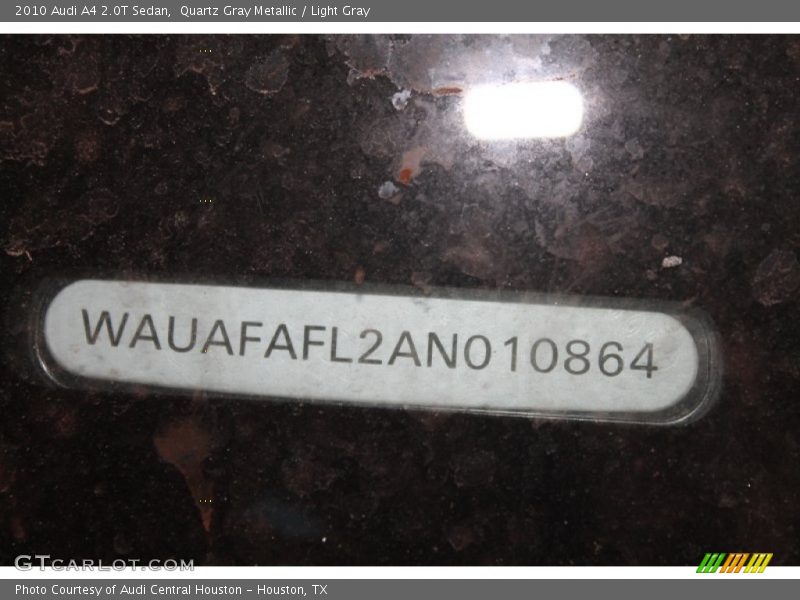 2010 Audi A4 2.0T Sedan,  Quartz Gray Metallic / Light Gray
WAUAFAFL2AN010864
GTCARLOT.COM
Photo Courtesy of Audi Central Houston - Houston, TX